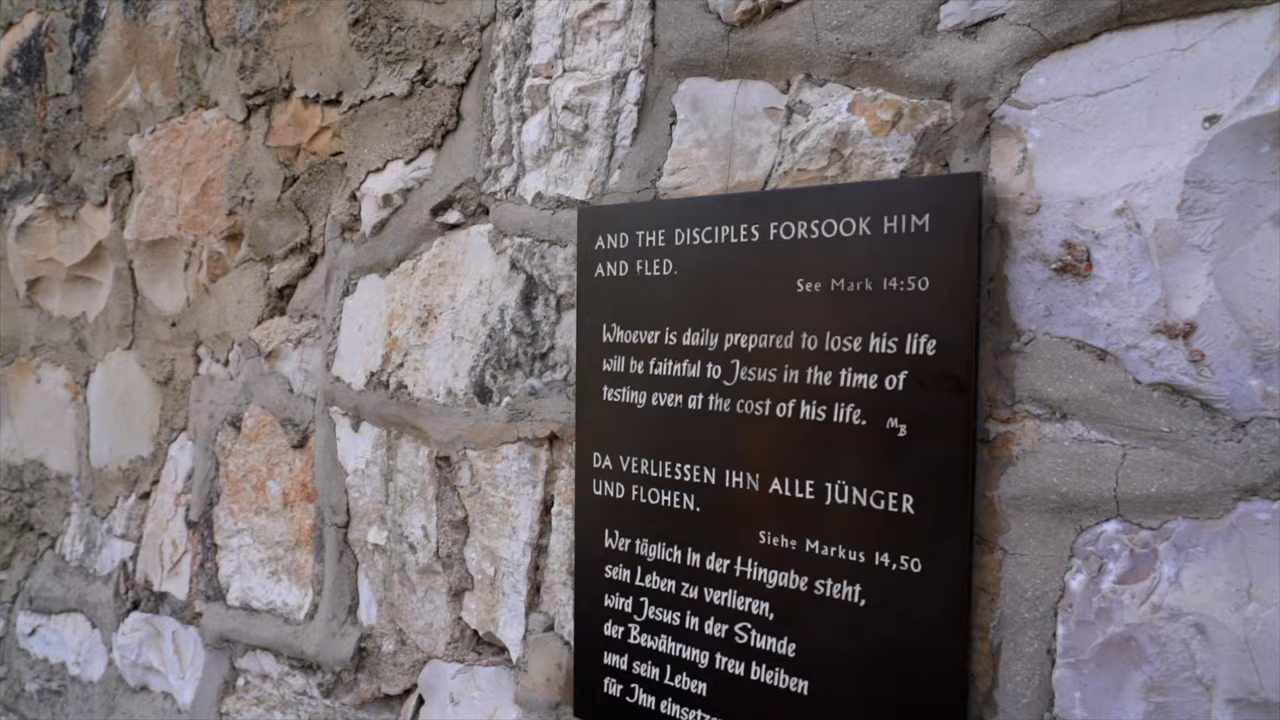 AND THE DISCIPLES FORSOOK HIM
AND FLED.
See Mark 14:50
Whoever is daily prepared to lose his life
will be faithful to Jesus in the time of
testing even at the cost of his life. MB
DA VERLIESSEN IHN ALLE JÜNGER
UND FLOHEN.
Siehe Markus 14,50
Wer täglich in der Hingabe steht,
sein Leben zu verlieren,
wird Jesus in der Stunde
der Bewährung treu bleiben
und sein Leben
für Ihn